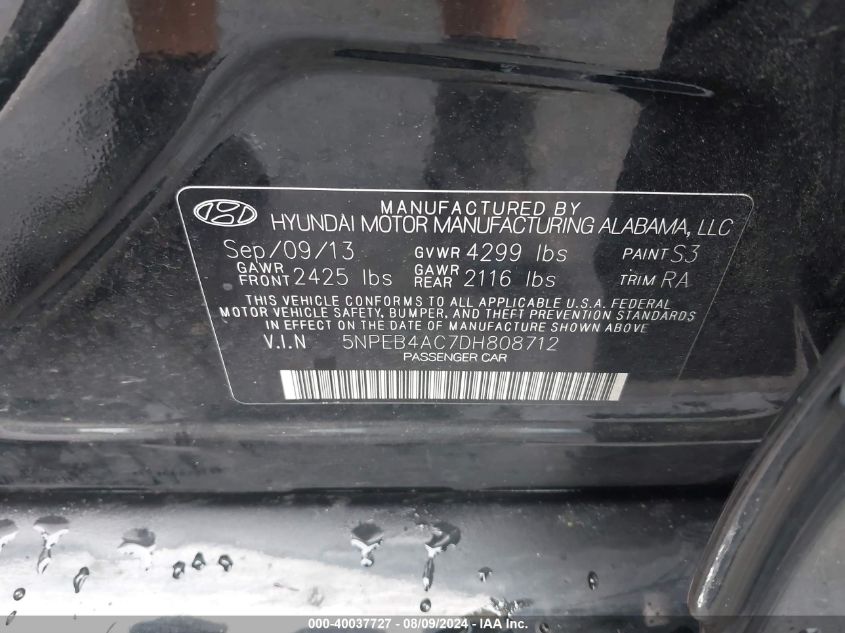 MANUFACTURED BY
HYUNDAI MOTOR MANUFACTURING ALABAMA, LLC
Sep/09/13 GVWR 4299 lbs PAINT S3
GAWR FRONT 2425 lbs GAWR REAR 2116 lbs TRIM RA
THIS VEHICLE CONFORMS TO ALL APPLICABLE U.S.A. FEDERAL
MOTOR VEHICLE SAFETY, BUMPER, AND THEFT PREVENTION STANDARDS
IN EFFECT ON THE DATE OF MANUFACTURE SHOWN ABOVE
V.I.N 5NPEB4AC7DH808712
PASSENGER CAR
000-40037727 - 08/09/2024 - IAA Inc.